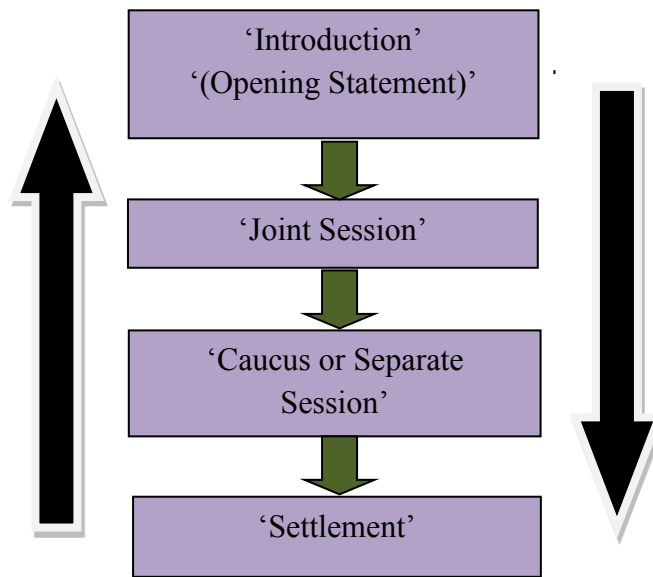 ‘Introduction’
‘(Opening Statement)’
‘Joint Session’
‘Caucus or Separate
Session’
‘Settlement’